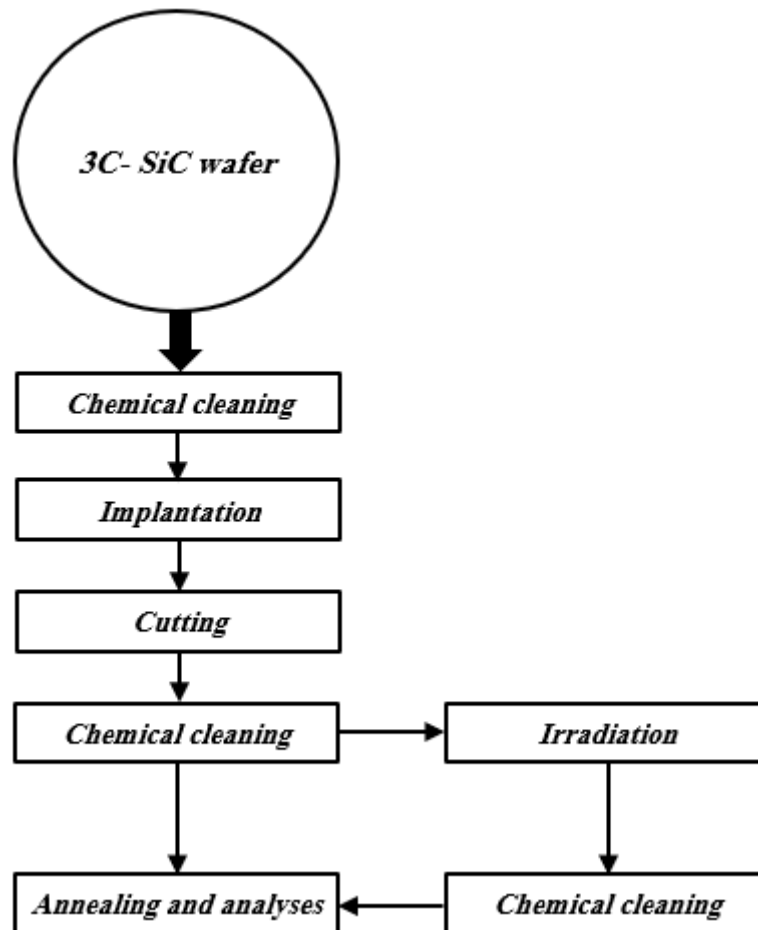 3C- SiC wafer
Chemical cleaning
Implantation
Cutting
Chemical cleaning
Irradiation
Annealing and analyses
Chemical cleaning